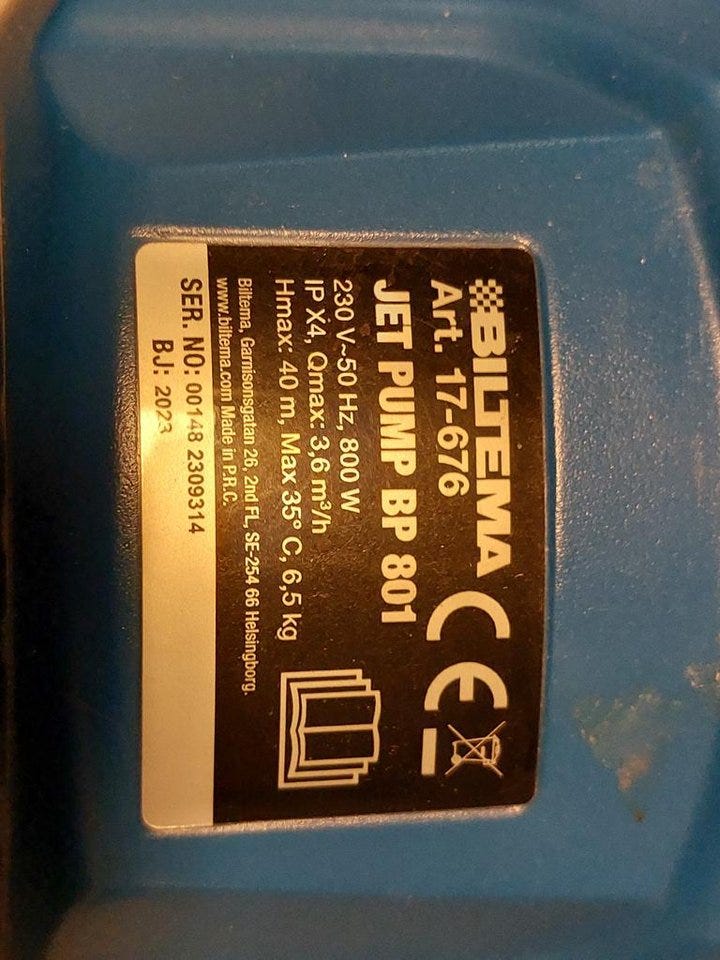 BILTEMA
Art. 17-676
CE
JET PUMP BP 801
230 V~50 Hz, 800 W
IP X4, Qmax: 3,6 m³/h
Hmax: 40 m, Max 35° C, 6,5 kg
Biltema, Garnisonsgatan 26, 2nd FL, SE-254 66 Helsingborg.
www.biltema.com Made in P.R.C.
SER. NO: 00148 2309314
BJ: 2023